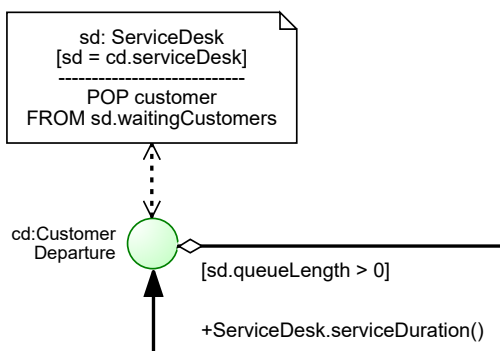 sd: ServiceDesk
[sd = cd.serviceDesk]
----------------------------
POP customer
FROM sd.waitingCustomers
cd:Customer
Departure
[sd.queueLength > 0]
+ServiceDesk.serviceDuration()